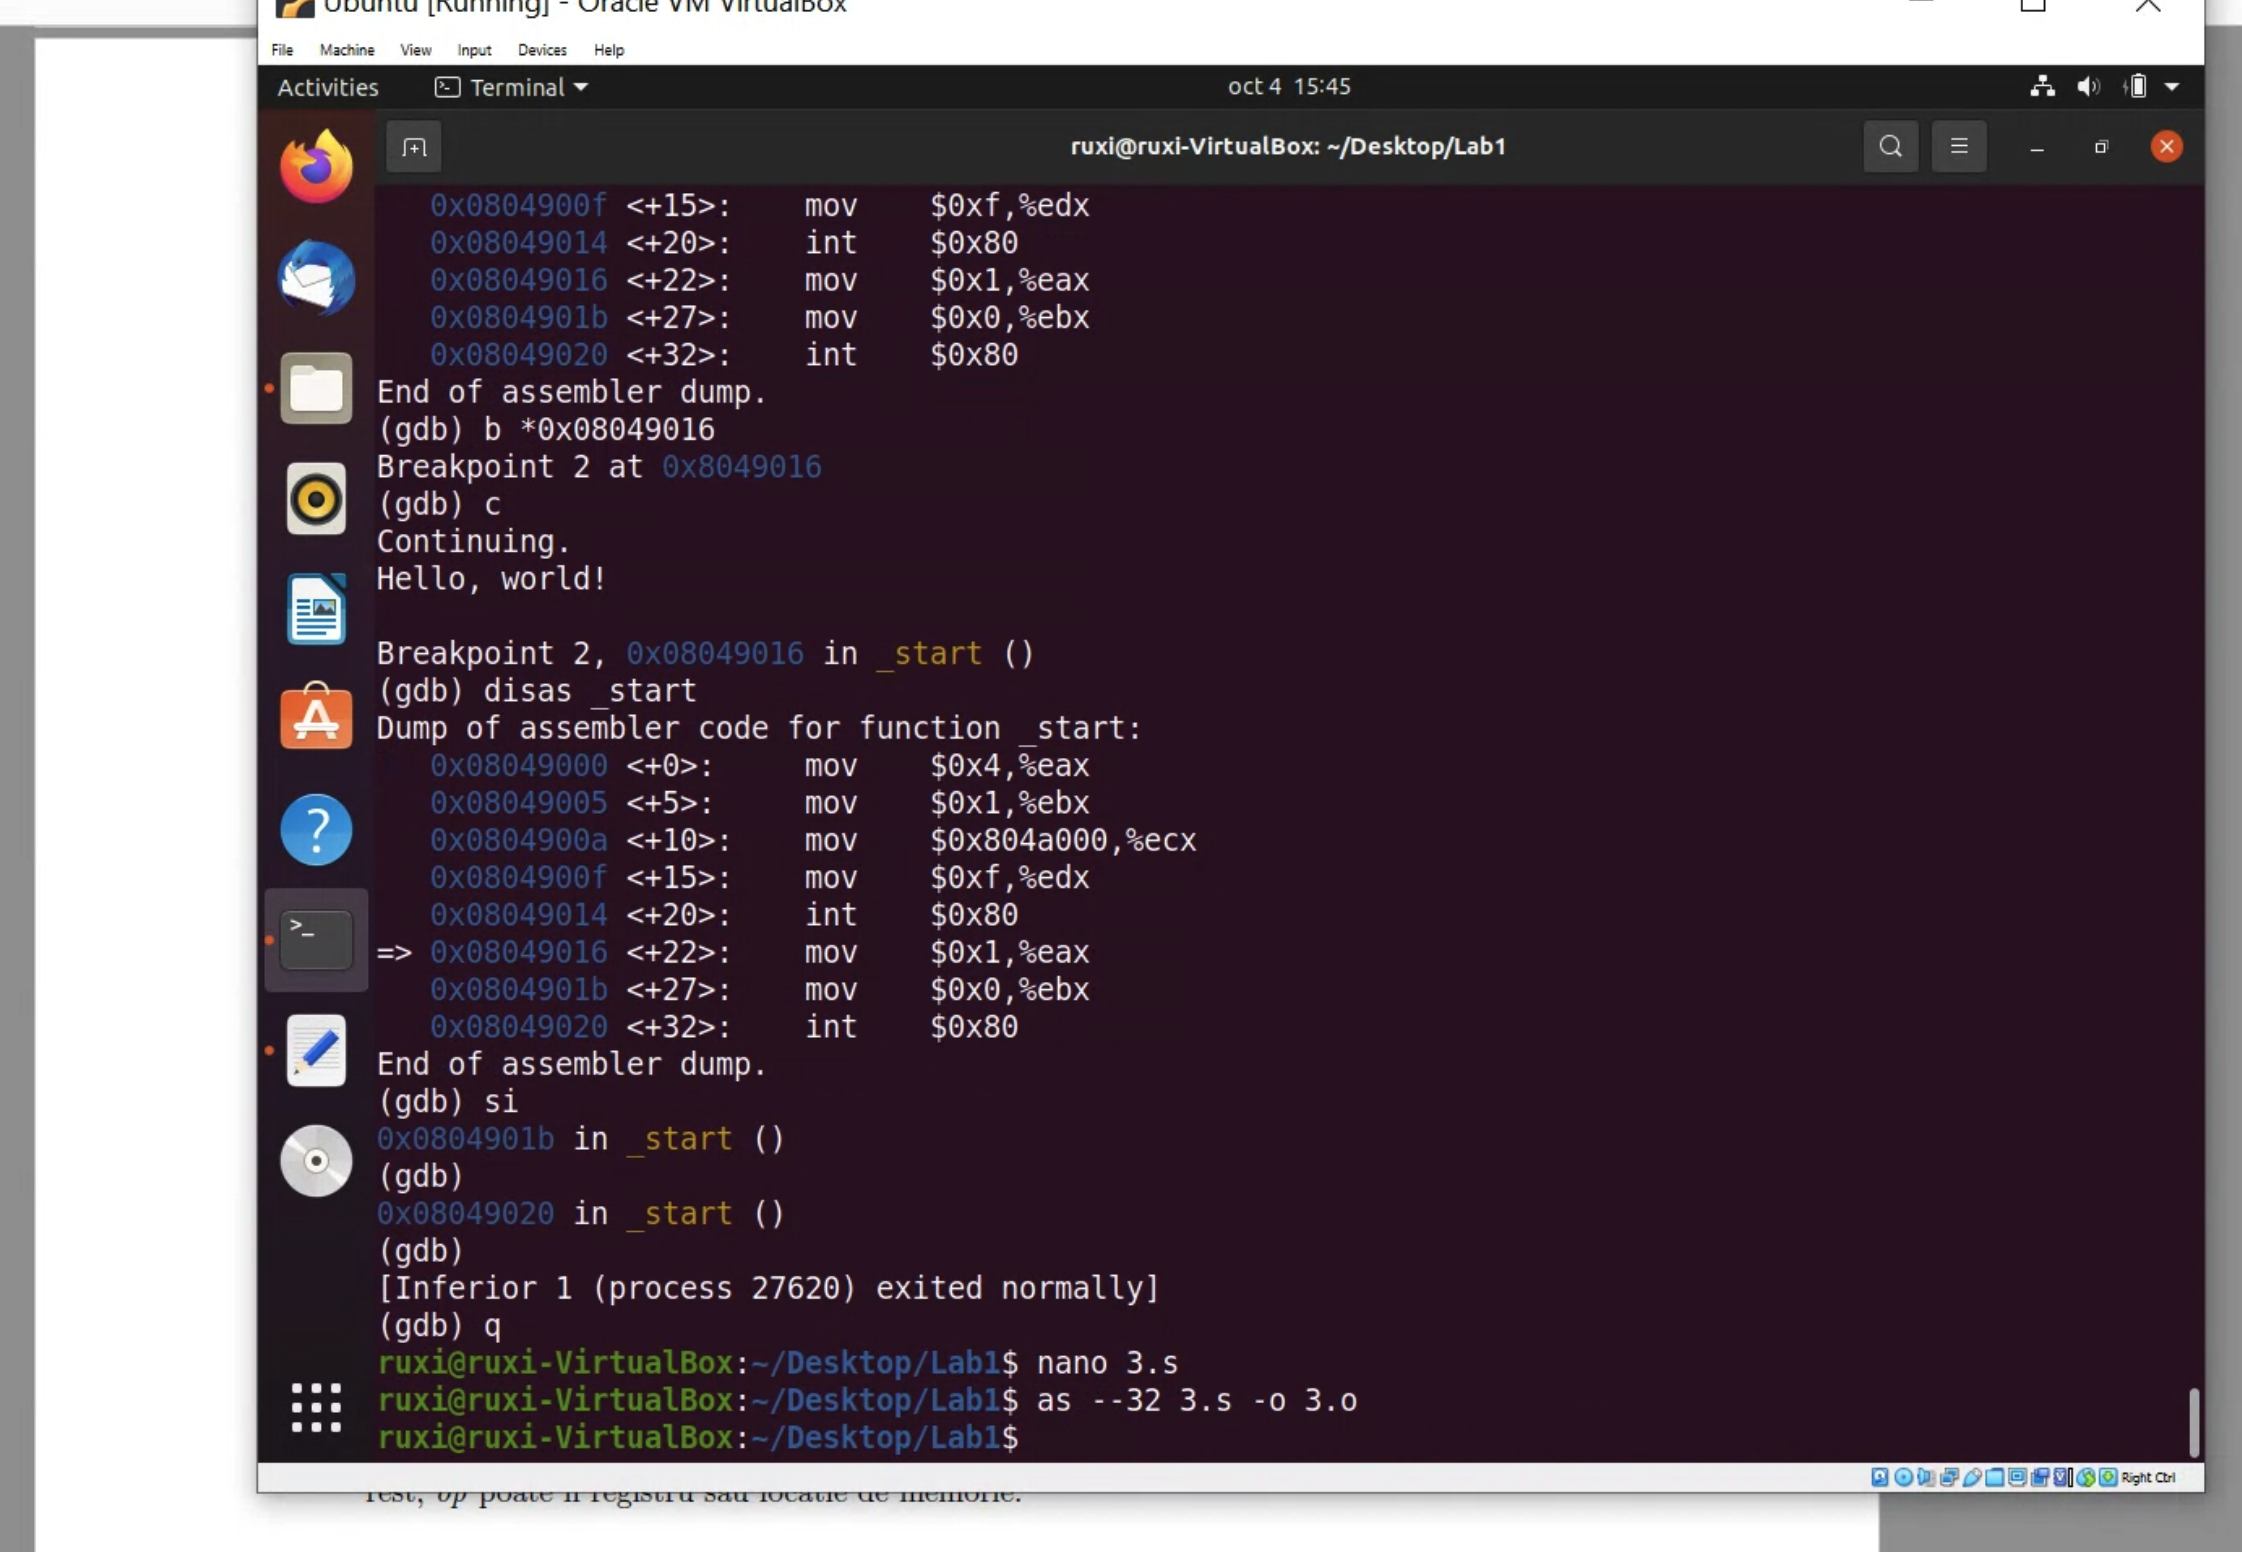 Ubuntu [Running] - Oracle VM VirtualBox
File Machine View Input Devices Help
Activities Terminal oct 4 15:45
ruxi@ruxi-VirtualBox: ~/Desktop/Lab1
0x0804900f <+15>: mov $0xf,%edx
0x08049014 <+20>: int $0x80
0x08049016 <+22>: mov $0x1,%eax
0x0804901b <+27>: mov $0x0,%ebx
0x08049020 <+32>: int $0x80
End of assembler dump.
(gdb) b *0x08049016
Breakpoint 2 at 0x8049016
(gdb) c
Continuing.
Hello, world!
Breakpoint 2, 0x08049016 in _start ()
(gdb) disas _start
Dump of assembler code for function _start:
0x08049000 <+0>: mov $0x4,%eax
0x08049005 <+5>: mov $0x1,%ebx
0x0804900a <+10>: mov $0x804a000,%ecx
0x0804900f <+15>: mov $0xf,%edx
0x08049014 <+20>: int $0x80
=> 0x08049016 <+22>: mov $0x1,%eax
0x0804901b <+27>: mov $0x0,%ebx
0x08049020 <+32>: int $0x80
End of assembler dump.
(gdb) si
0x0804901b in _start ()
(gdb)
0x08049020 in _start ()
(gdb)
[Inferior 1 (process 27620) exited normally]
(gdb) q
ruxi@ruxi-VirtualBox:~/Desktop/Lab1$ nano 3.s
ruxi@ruxi-VirtualBox:~/Desktop/Lab1$ as --32 3.s -o 3.o
ruxi@ruxi-VirtualBox:~/Desktop/Lab1$
Right Ctrl
rest, op poate fi registru sau locatie de memorie.